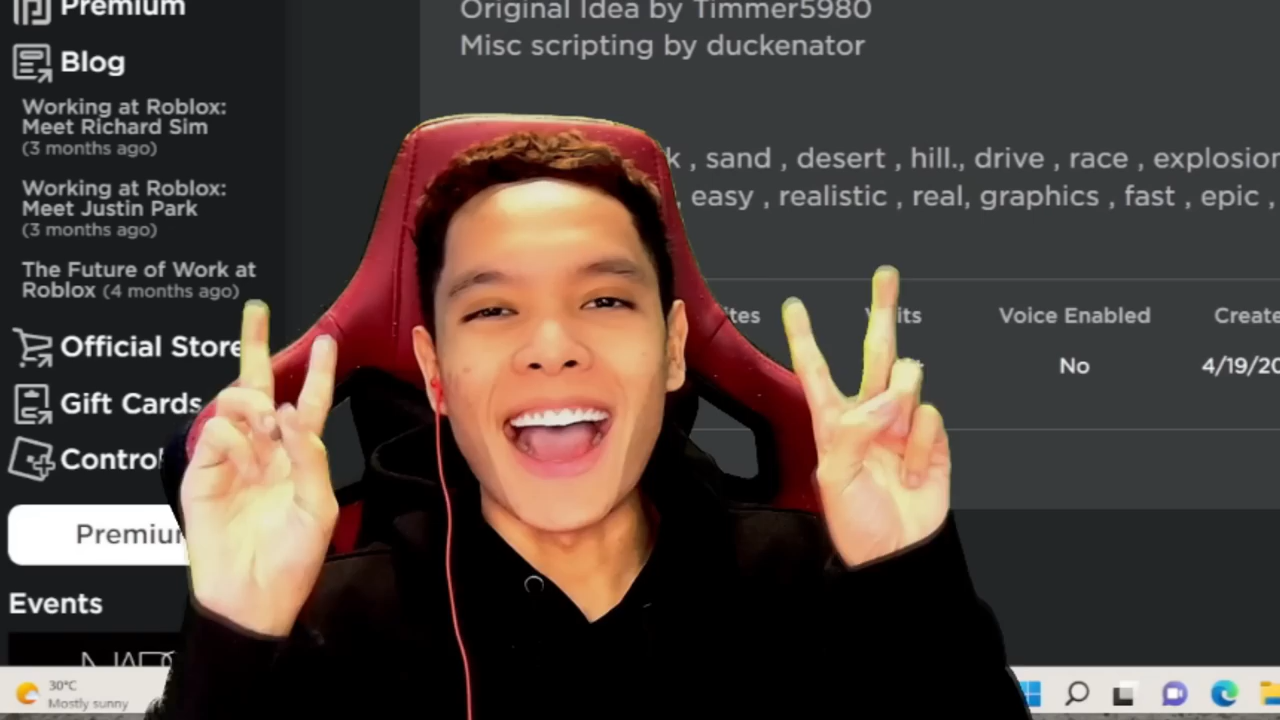 Premium
Blog
Working at Roblox:
Meet Richard Sim
(3 months ago)
Working at Roblox:
Meet Justin Park
(3 months ago)
The Future of Work at
Roblox (4 months ago)
Official Store
Gift Cards
Events
30°C
Mostly sunny
Original Idea by Timmer5980
Misc scripting by duckenator
, sand , desert , hill., drive , race ,
, easy , realistic , real, graphics , fast , epic ,
Voice Enabled
No